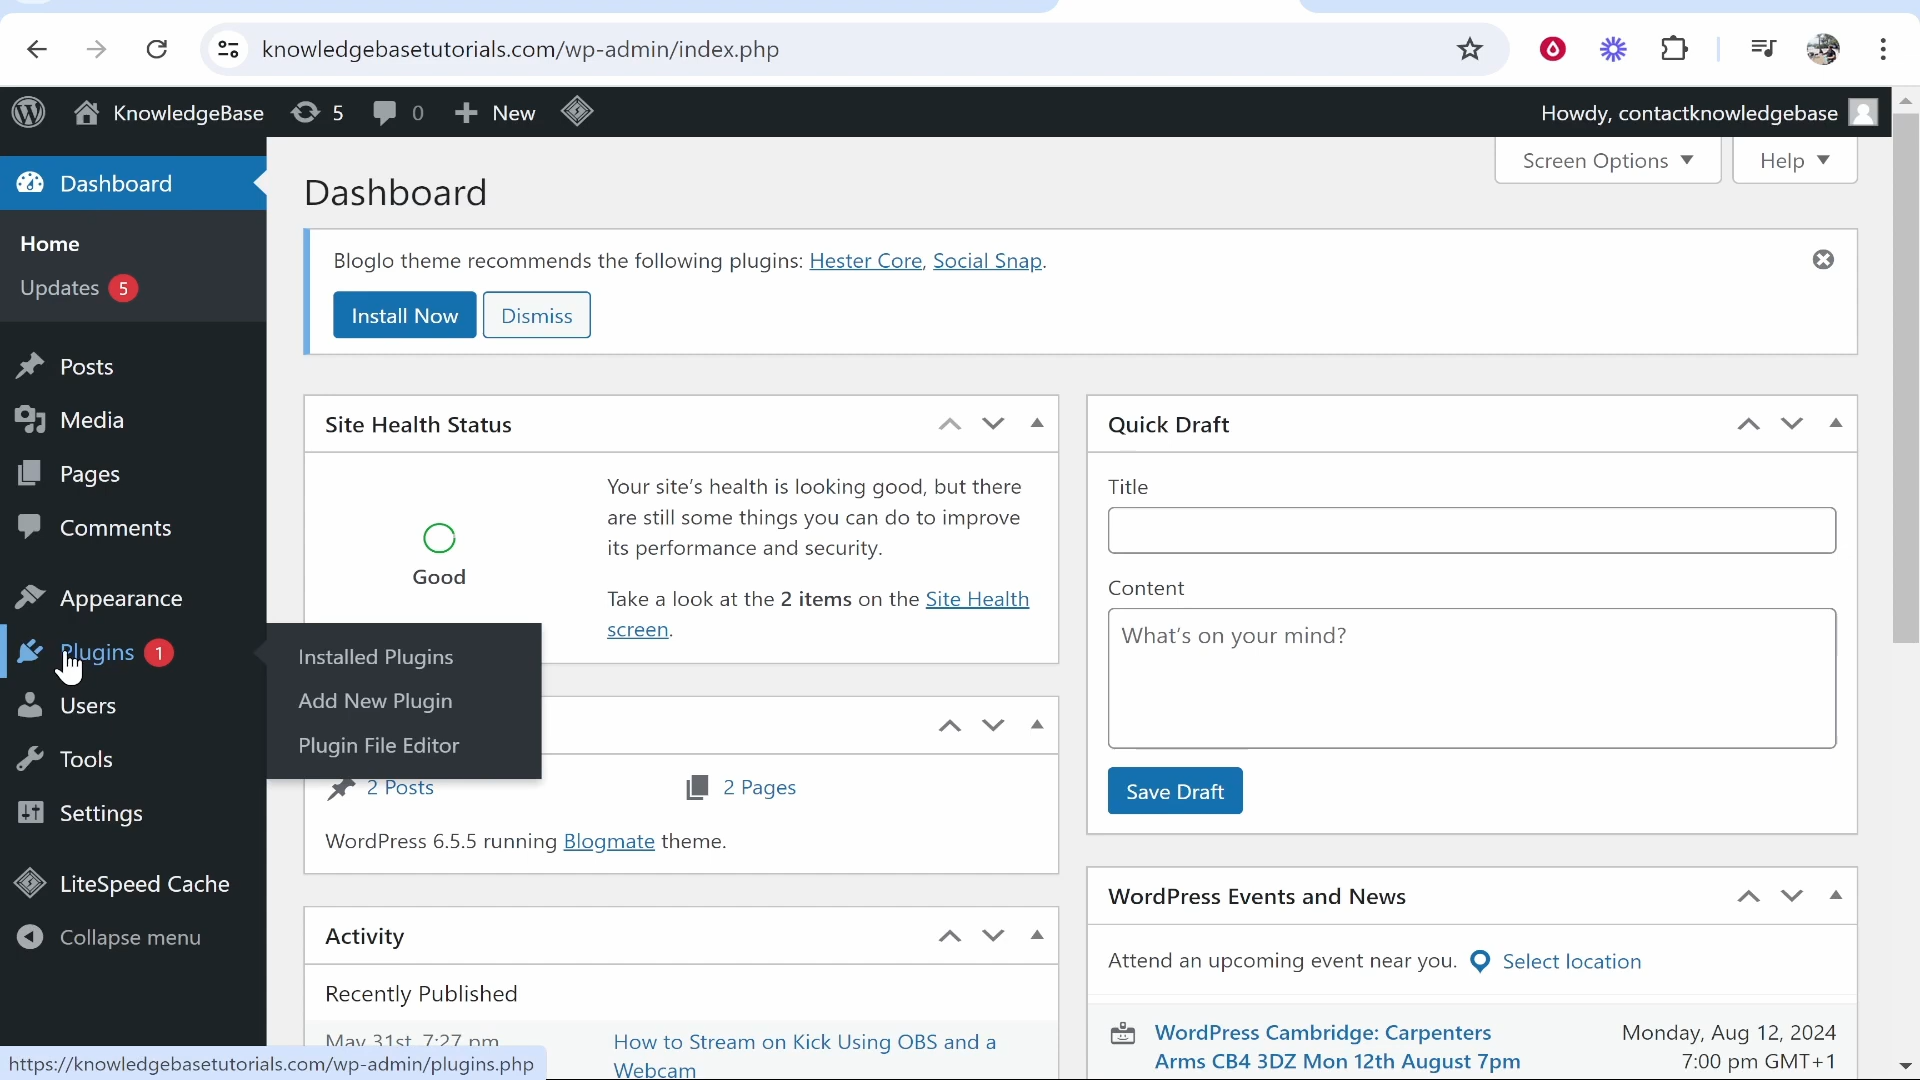 knowledgebasetutorials.com/wp-admin/index.php
KnowledgeBase
5
0
New
Howdy, contactknowledgebase
Dashboard
Home
Updates 5
Posts
Media
Pages
Comments
Appearance
Plugins 1
Users
Tools
Settings
LiteSpeed Cache
Collapse menu
Installed Plugins
Add New Plugin
Plugin File Editor
Screen Options
Help
Dashboard
Bloglo theme recommends the following plugins: Hester Core, Social Snap.
Install Now
Dismiss
Site Health Status
Good
Your site's health is looking good, but there
are still some things you can do to improve
its performance and security.
Take a look at the 2 items on the Site Health
screen.
2 Posts
2 Pages
WordPress 6.5.5 running Blogmate theme.
Activity
Recently Published
May 31st, 7:27 pm
How to Stream on Kick Using OBS and a
Webcam
Quick Draft
Title
Content
What's on your mind?
Save Draft
WordPress Events and News
Attend an upcoming event near you.
Select location
WordPress Cambridge: Carpenters
Arms CB4 3DZ Mon 12th August 7pm
Monday, Aug 12, 2024
7:00 pm GMT+1
https://knowledgebasetutorials.com/wp-admin/plugins.php